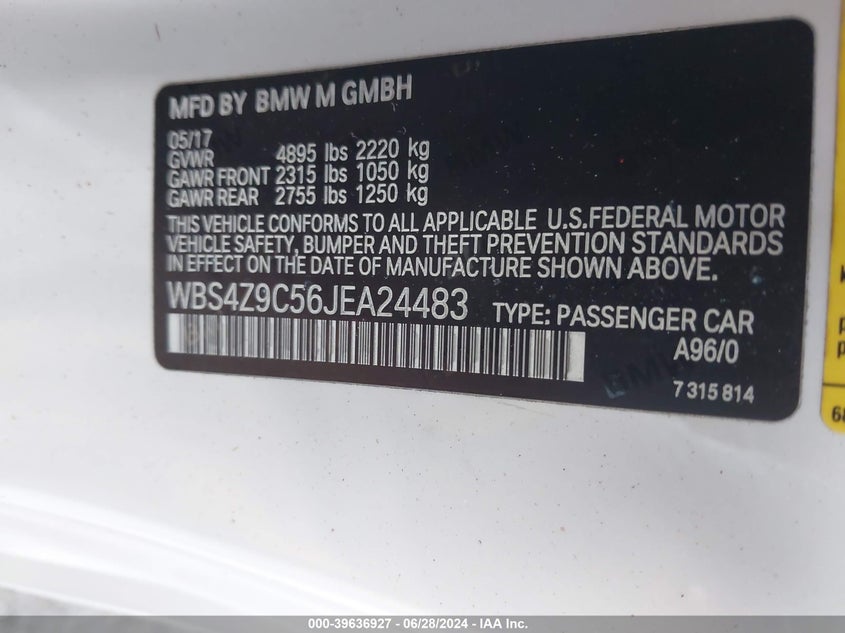 MFD BY BMW M GMBH
05/17
GVWR 4895 lbs 2220 kg
GAWR FRONT 2315 lbs 1050 kg
GAWR REAR 2755 lbs 1250 kg
THIS VEHICLE CONFORMS TO ALL APPLICABLE U.S.FEDERAL MOTOR
VEHICLE SAFETY, BUMPER AND THEFT PREVENTION STANDARDS
IN EFFECT ON THE DATE OF MANUFACTURE SHOWN ABOVE.
WBS4Z9C56JEA24483 TYPE: PASSENGER CAR
A96/0
7 315 814
000-39636927 / 06/28/2024 - IAA Inc.